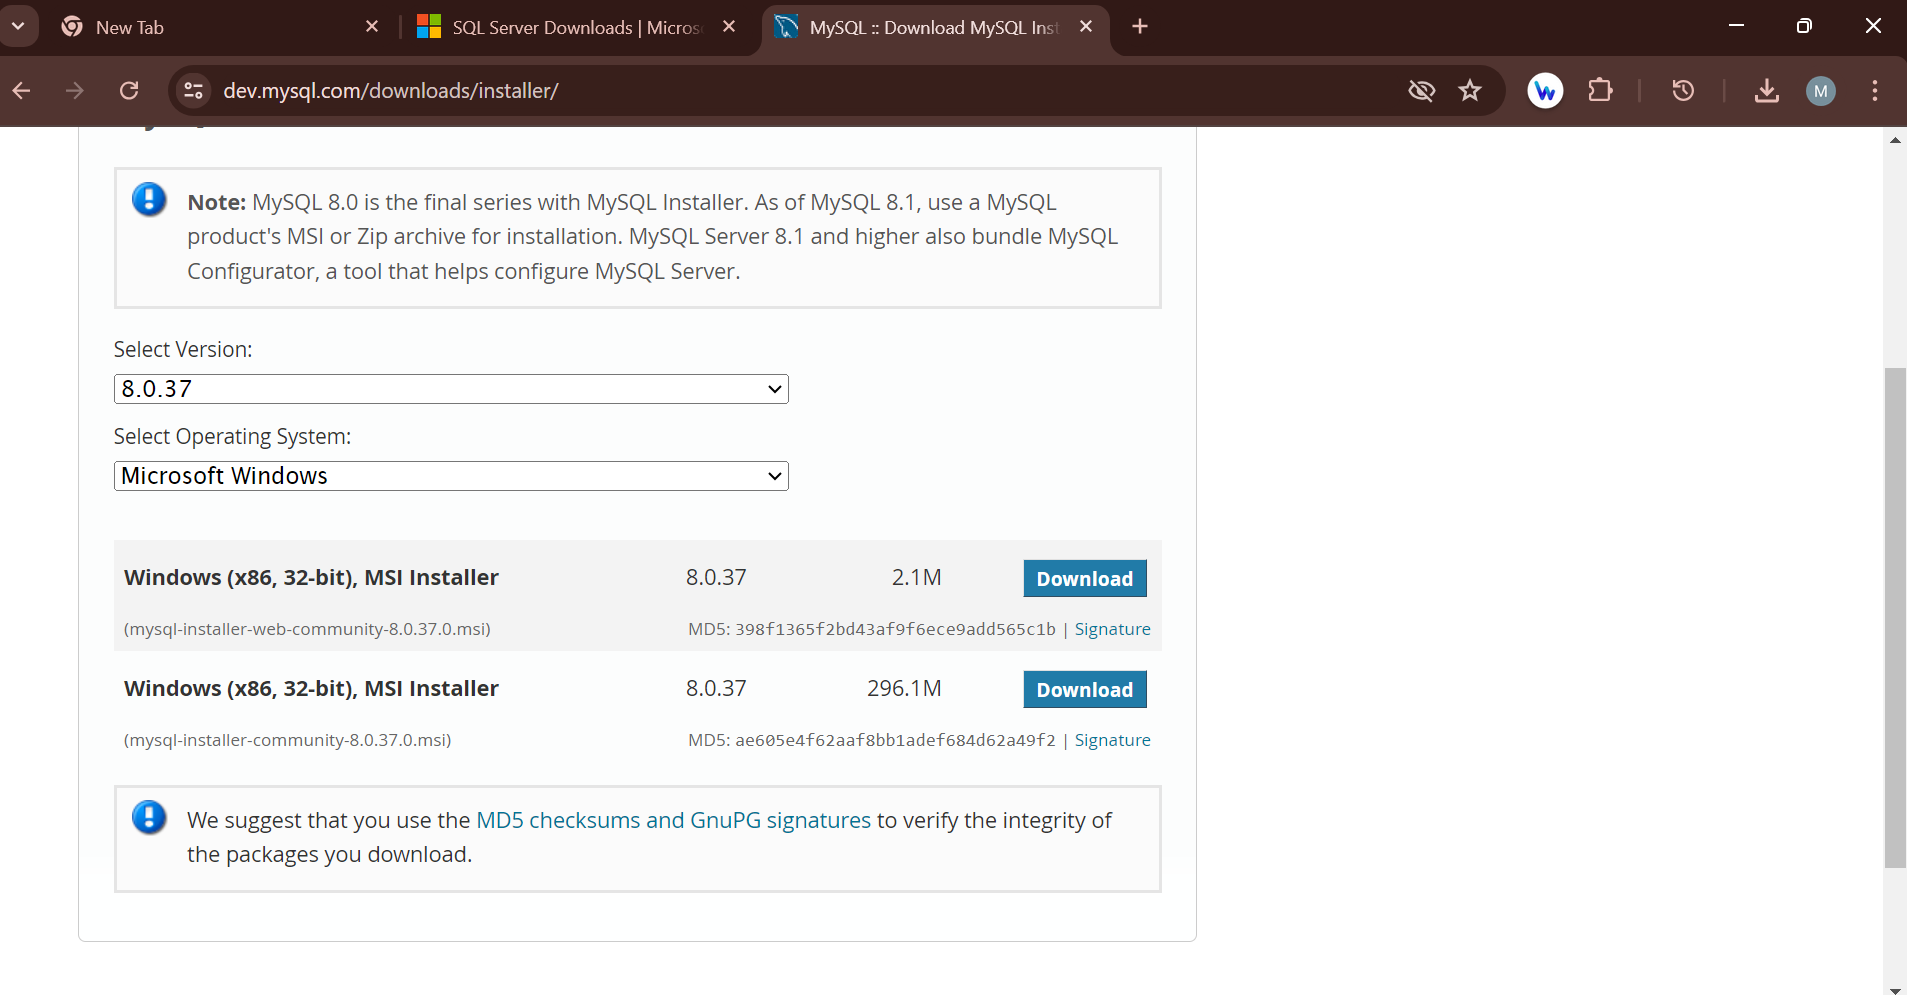 New Tab
SQL Server Downloads | Micros
MySQL :: Download MySQL Inst
dev.mysql.com/downloads/installer/
M
Note: MySQL 8.0 is the final series with MySQL Installer. As of MySQL 8.1, use a MySQL
product's MSI or Zip archive for installation. MySQL Server 8.1 and higher also bundle MySQL
Configurator, a tool that helps configure MySQL Server.
Select Version:
8.0.37
Select Operating System:
Microsoft Windows
Windows (x86, 32-bit), MSI Installer 8.0.37 2.1M Download
(mysql-installer-web-community-8.0.37.0.msi) MD5: 398f1365f2bd43af9f6ece9add565c1b | Signature
Windows (x86, 32-bit), MSI Installer 8.0.37 296.1M Download
(mysql-installer-community-8.0.37.0.msi) MD5: ae605e4f62aaf8bb1adef684d62a49f2 | Signature
We suggest that you use the MD5 checksums and GnuPG signatures to verify the integrity of
the packages you download.